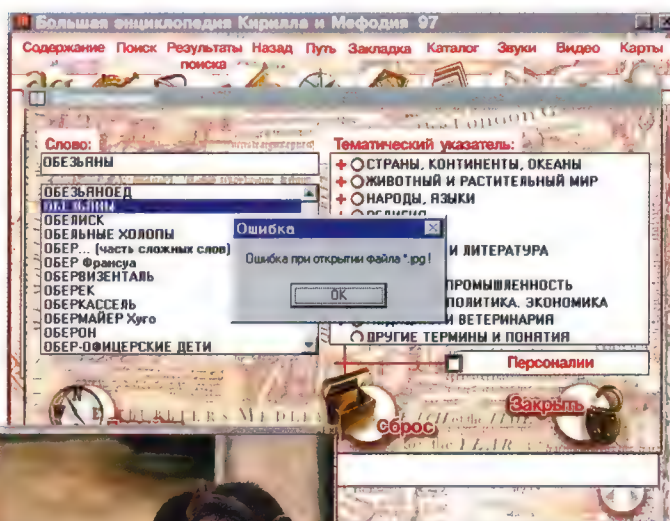 Большая энциклопедия Кирилла и Мефодия 97
Содержание Поиск Результаты поиска Назад Путь Закладка Каталог Звуки Видео Карты
Слово:
ОБЕЗЬЯНЫ
ОБЕЗЬЯНОЕД
ОБЕЗЬЯНЫ
ОБЕЛИСК
ОБЕЛЬНЫЕ ХОЛОПЫ
ОБЕР... (часть сложных слов)
ОБЕР Франсуа
ОБЕРВИЗЕНТАЛЬ
ОБЕРЕК
ОБЕРКАССЕЛЬ
ОБЕРМАЙЕР Хуго
ОБЕРОН
ОБЕР-ОФИЦЕРСКИЕ ДЕТИ
Тематический указатель:
СТРАНЫ, КОНТИНЕНТЫ, ОКЕАНЫ
ЖИВОТНЫЙ И РАСТИТЕЛЬНЫЙ МИР
НАРОДЫ, ЯЗЫКИ
РЕЛИГИЯ
И ЛИТЕРАТУРА
ПРОМЫШЛЕННОСТЬ
ПОЛИТИКА. ЭКОНОМИКА
И ВЕТЕРИНАРИЯ
ДРУГИЕ ТЕРМИНЫ И ПОНЯТИЯ
Ошибка
Ошибка при открытии файла *.jpg !
OK
Персоналии
Сброс
Закрыть